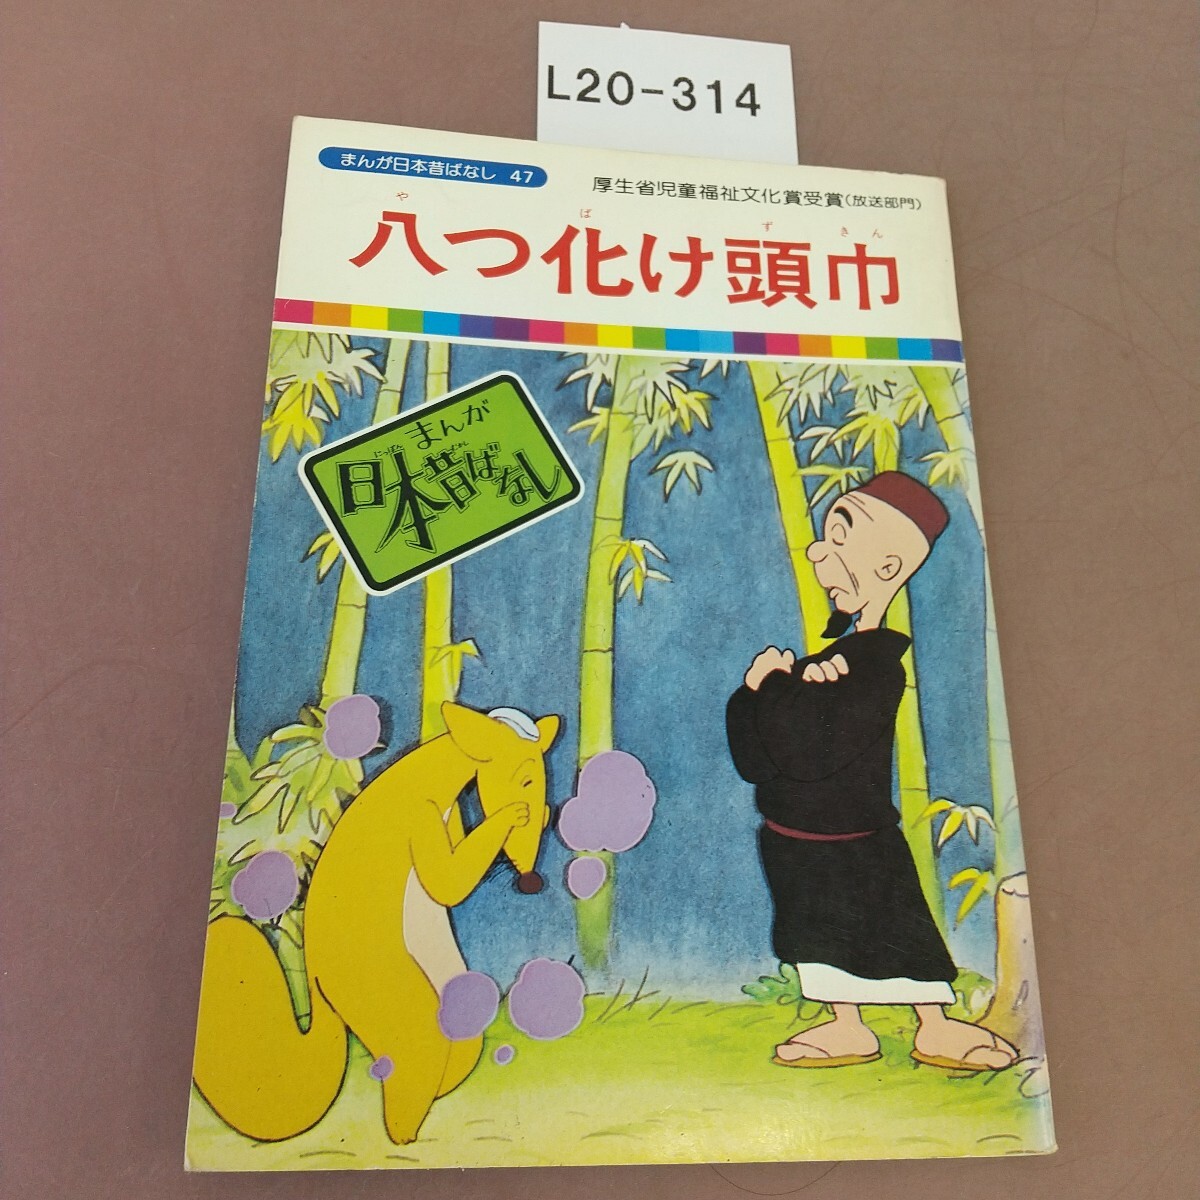 L20-314
まんが日本昔ばなし 47
厚生省児童福祉文化賞受賞(放送部門)
や ば ず きん
八つ化け頭巾
まんが
にっぽん むかし
日本昔ばなし